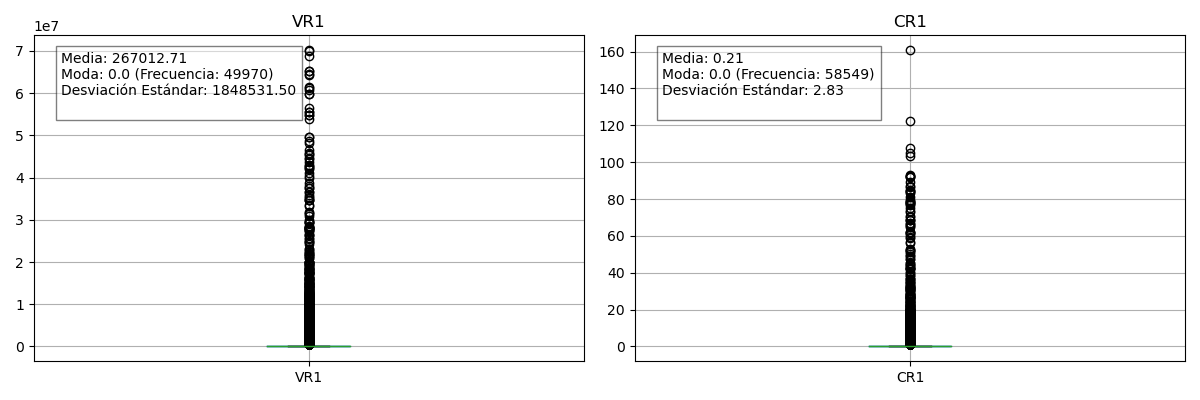 VR1
1e7
Media: 267012.71
Moda: 0.0 (Frecuencia: 49970)
Desviación Estándar: 1848531.50
7
6
5
4
3
2
1
0
VR1
CR1
Media: 0.21
Moda: 0.0 (Frecuencia: 58549)
Desviación Estándar: 2.83
160
140
120
100
80
60
40
20
0
CR1